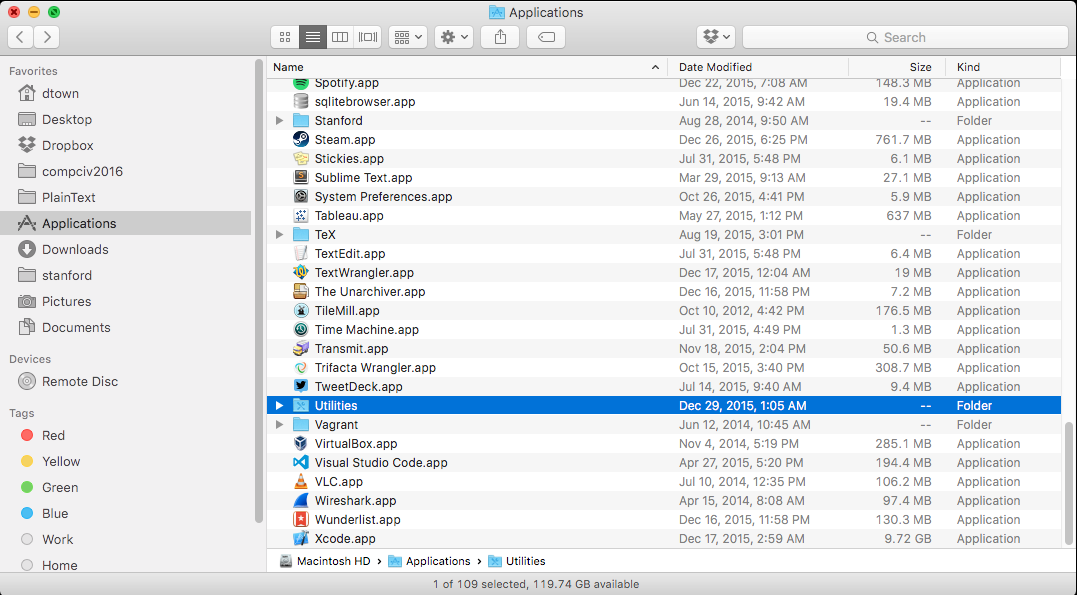 Applications
Search
Favorites
dtown
Desktop
Dropbox
compciv2016
PlainText
Applications
Downloads
stanford
Pictures
Documents
Devices
Remote Disc
Tags
Red
Yellow
Green
Blue
Work
Home
Name Date Modified Size Kind
Spotify.app Dec 22, 2015, 7:08 AM 148.3 MB Application
sqlitebrowser.app Jun 14, 2015, 9:42 AM 19.4 MB Application
Stanford Aug 28, 2014, 9:50 AM -- Folder
Steam.app Dec 26, 2015, 6:25 PM 761.7 MB Application
Stickies.app Jul 31, 2015, 5:48 PM 6.1 MB Application
Sublime Text.app Mar 29, 2015, 9:13 AM 27.1 MB Application
System Preferences.app Oct 26, 2015, 4:41 PM 5.9 MB Application
Tableau.app May 27, 2015, 1:12 PM 637 MB Application
TeX Aug 19, 2015, 3:01 PM -- Folder
TextEdit.app Jul 31, 2015, 5:48 PM 6.4 MB Application
TextWrangler.app Dec 17, 2015, 12:04 AM 19 MB Application
The Unarchiver.app Dec 16, 2015, 11:58 PM 7.2 MB Application
TileMill.app Oct 10, 2012, 4:42 PM 176.5 MB Application
Time Machine.app Jul 31, 2015, 4:49 PM 1.3 MB Application
Transmit.app Nov 18, 2015, 2:04 PM 50.6 MB Application
Trifacta Wrangler.app Oct 15, 2015, 3:40 PM 308.7 MB Application
TweetDeck.app Jul 14, 2015, 9:40 AM 9.4 MB Application
Utilities Dec 29, 2015, 1:05 AM -- Folder
Vagrant Jun 12, 2014, 10:45 AM -- Folder
VirtualBox.app Nov 4, 2015, 5:19 PM 285.1 MB Application
Visual Studio Code.app Apr 27, 2015, 5:20 PM 194.4 MB Application
VLC.app Jul 10, 2014, 12:35 PM 106.2 MB Application
Wireshark.app Apr 15, 2014, 8:08 AM 97.4 MB Application
Wunderlist.app Dec 16, 2015, 11:58 PM 130.3 MB Application
Xcode.app Dec 17, 2015, 2:59 AM 9.72 GB Application
Macintosh HD › Applications › Utilities
1 of 109 selected, 119.74 GB available